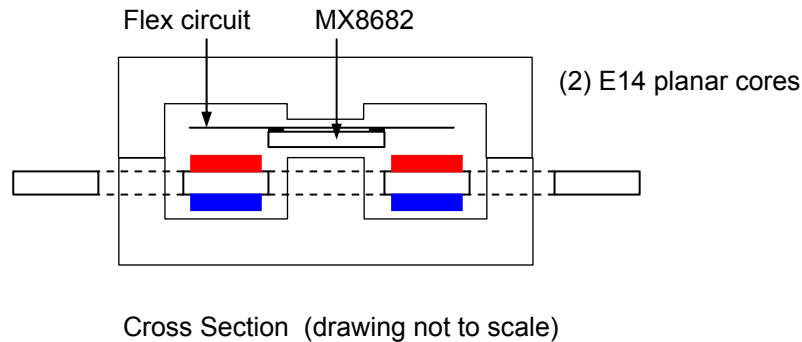 Flex circuit
MX8682
(2) E14 planar cores
Cross Section (drawing not to scale)